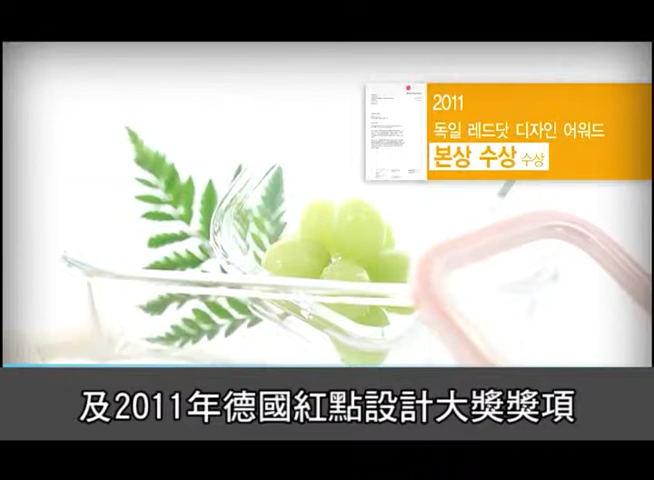 2011
독일 레드닷 디자인 어워드
본상 수상 수상
及2011年德國紅點設計大獎獎項